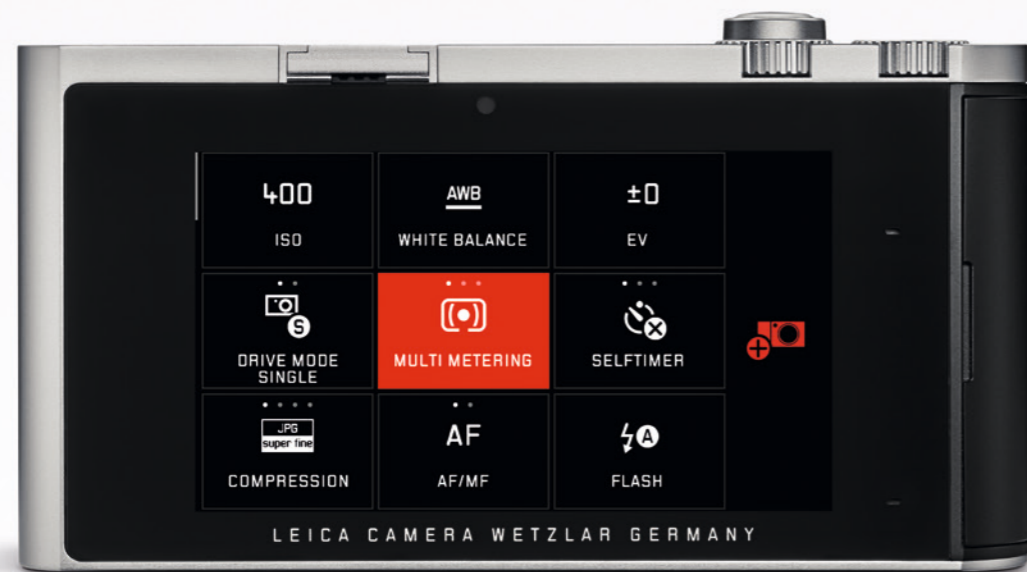 400
ISO
AWB
WHITE BALANCE
±0
EV
S
DRIVE MODE
SINGLE
MULTI METERING
SELFTIMER
JPG
super fine
COMPRESSION
AF
AF/MF
A
FLASH
LEICA CAMERA WETZLAR GERMANY